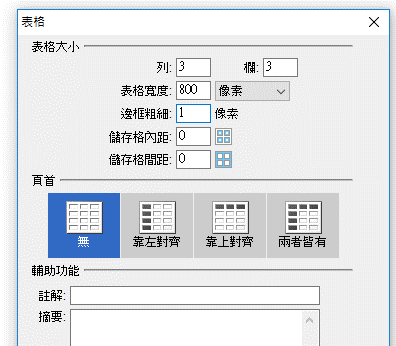 表格
表格大小
列: 3 欄: 3
表格寬度: 800 像素
邊框粗細: 1 像素
儲存格內距: 0
儲存格間距: 0
頁首
無 靠左對齊 靠上對齊 兩者皆有
輔助功能
註解:
摘要: